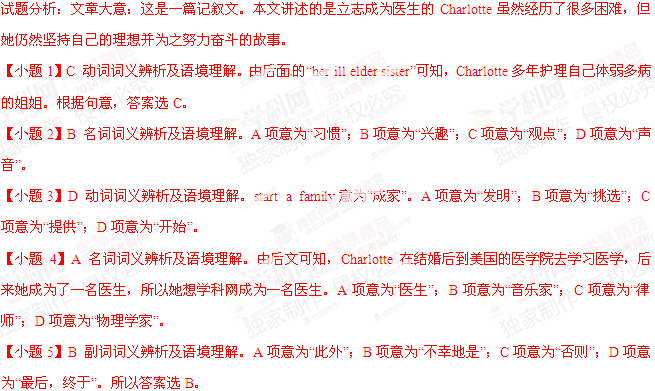 试题分析：文章大意：这是一篇记叙文。本文讲述的是立志成为医生的 Charlotte 虽然经历了很多困难，但
她仍然坚持自己的理想并为之努力奋斗的故事。
【小题 1】C 动词词义辨析及语境理解。由后面的“her ill elder sister”可知，Charlotte 多年护理自己体弱多病
的姐姐。根据句意，答案选 C。
【小题 2】B 名词词义辨析及语境理解。A 项意为“习惯”；B 项意为“兴趣”；C 项意为“观点”；D 项意为“声
音”。
【小题 3】D 动词词义辨析及语境理解。start a family 意为“成家”。A 项意为“发明”；B 项意为“挑选”；C
项意为“提供”；D 项意为“开始”。
【小题 4】A 名词词义辨析及语境理解。由后文可知，Charlotte 在结婚后到美国的医学院去学习医学，后
来她成为了一名医生，所以她想学科网成为一名医生。A 项意为“医生”；B 项意为“音乐家”；C 项意为“律
师”；D 项意为“物理学家”。
【小题 5】B 副词词义辨析及语境理解。A 项意为“此外”；B 项意为“不幸地是”；C 项意为“否则”；D 项意
为“最后，终于”。所以答案选 B。